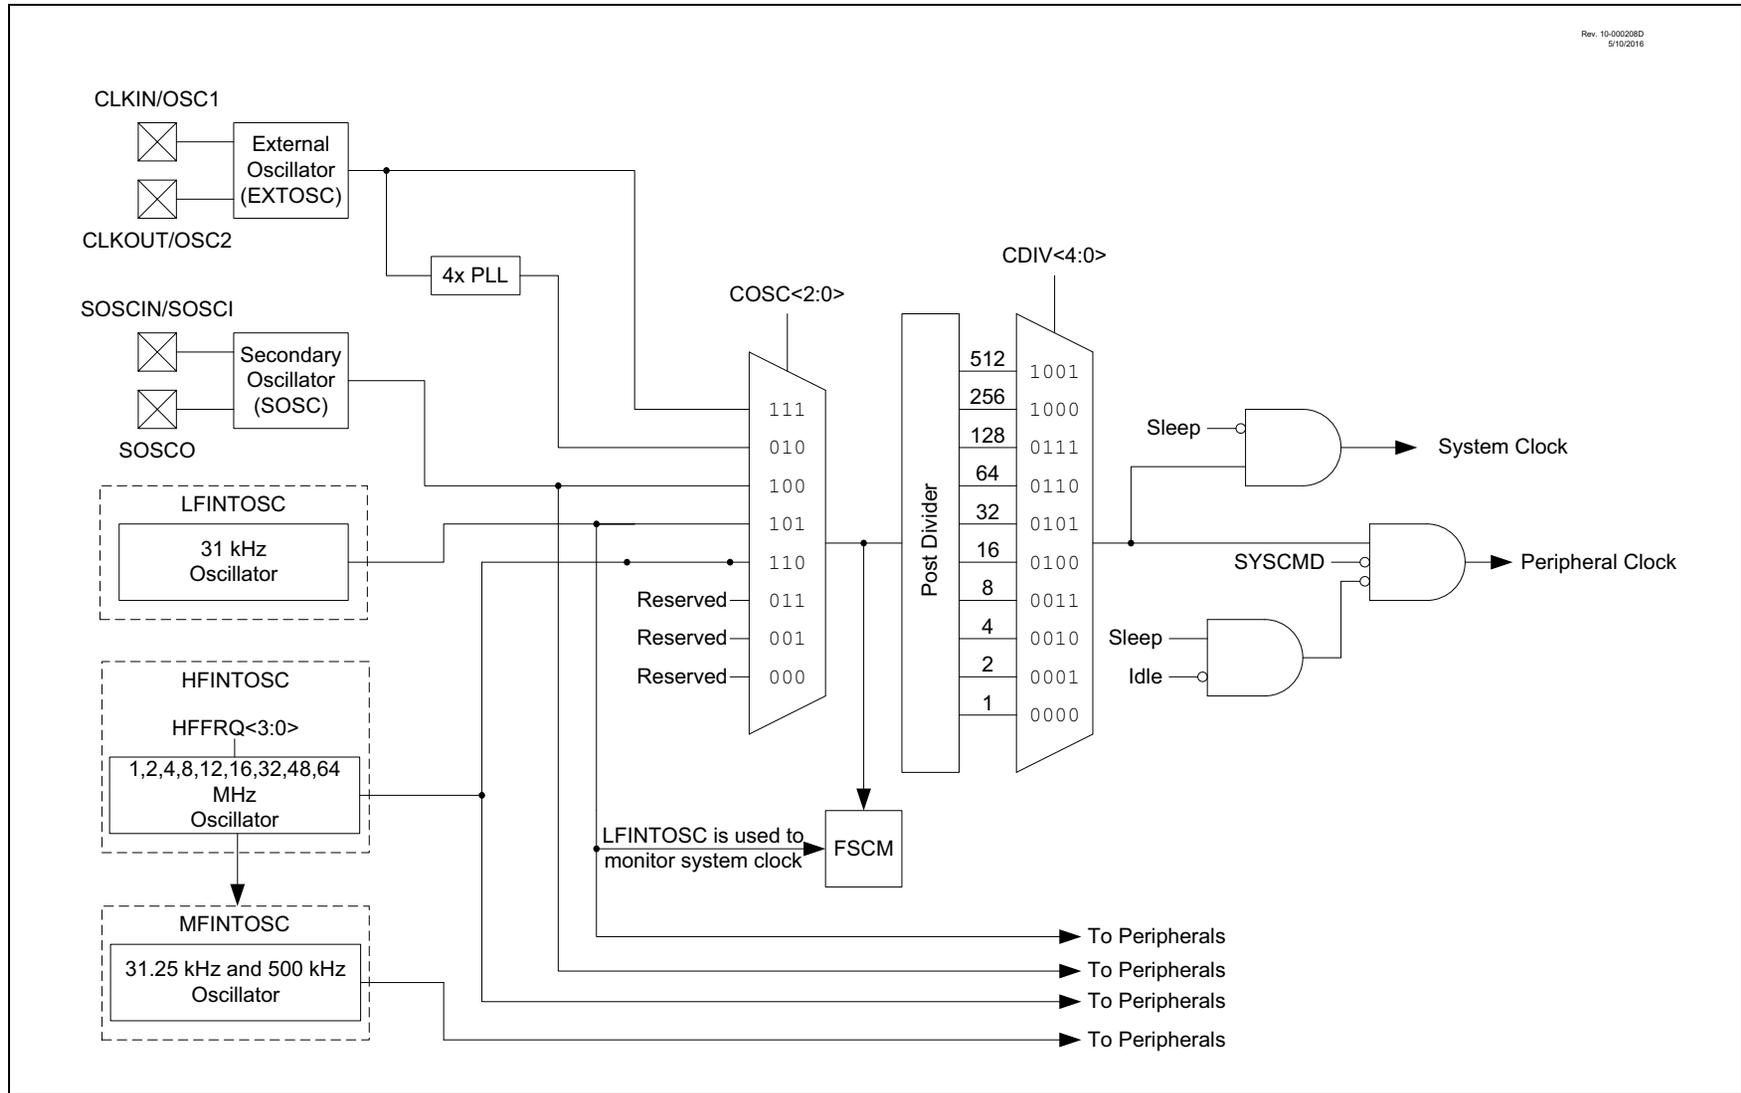 Rev. 10-000208D
5/10/2016
CLKIN/OSC1
External
Oscillator
(EXTOSC)
CLKOUT/OSC2
4x PLL
SOSCIN/SOSCI
Secondary
Oscillator
(SOSC)
SOSCO
LFINTOSC
31 kHz
Oscillator
HFINTOSC
HFFRQ<3:0>
1,2,4,8,12,16,32,48,64
MHz
Oscillator
MFINTOSC
31.25 kHz and 500 kHz
Oscillator
COSC<2:0>
111
010
100
101
110
Reserved 011
Reserved 001
Reserved 000
LFINTOSC is used to
monitor system clock
FSCM
Post Divider
CDIV<4:0>
512 1001
256 1000
128 0111
64 0110
32 0101
16 0100
8 0011
4 0010
2 0001
1 0000
Sleep
System Clock
SYSCMD
Peripheral Clock
Sleep
Idle
To Peripherals
To Peripherals
To Peripherals
To Peripherals